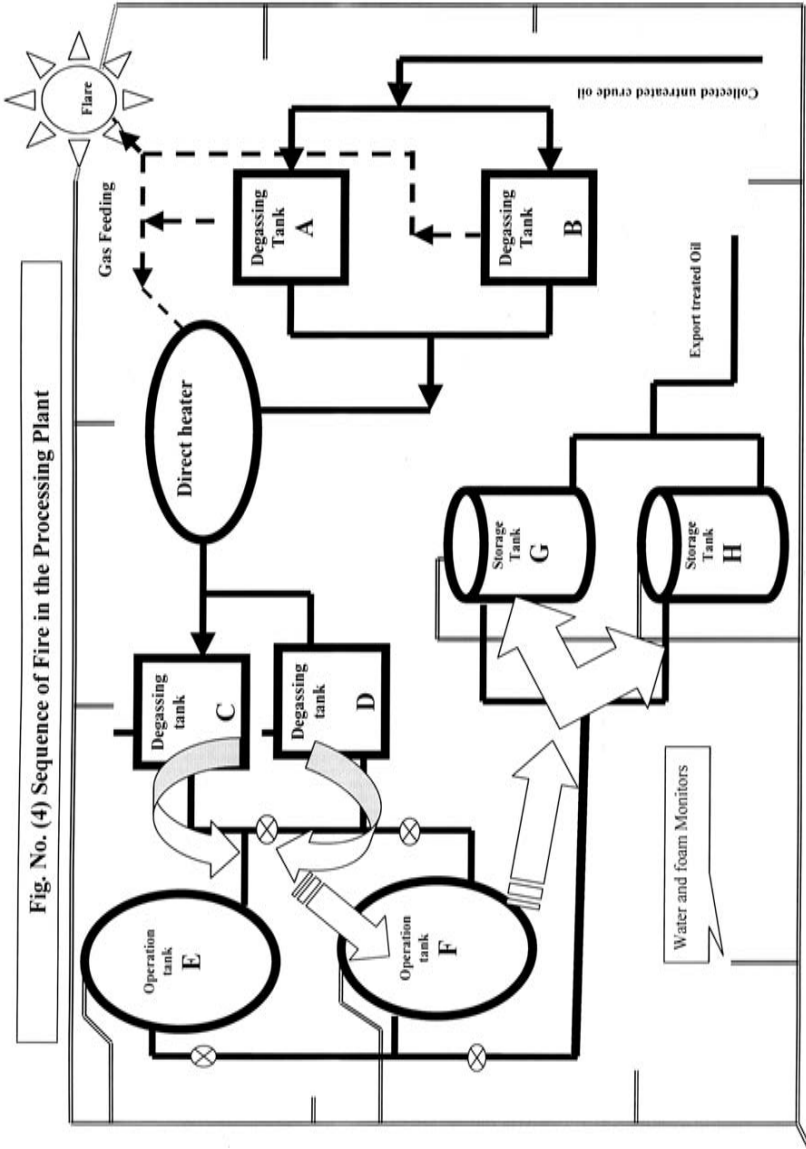 Fig. No. (4) Sequence of Fire in the Processing Plant
Flare
Gas Feeding
Collected untreated crude oil
Degassing
Tank
A
Degassing
Tank
B
Direct heater
Export treated Oil
Degassing
tank
C
Degassing
tank
D
Storage
Tank
G
Storage
Tank
H
Operation
tank
E
Operation
tank
F
Water and foam Monitors